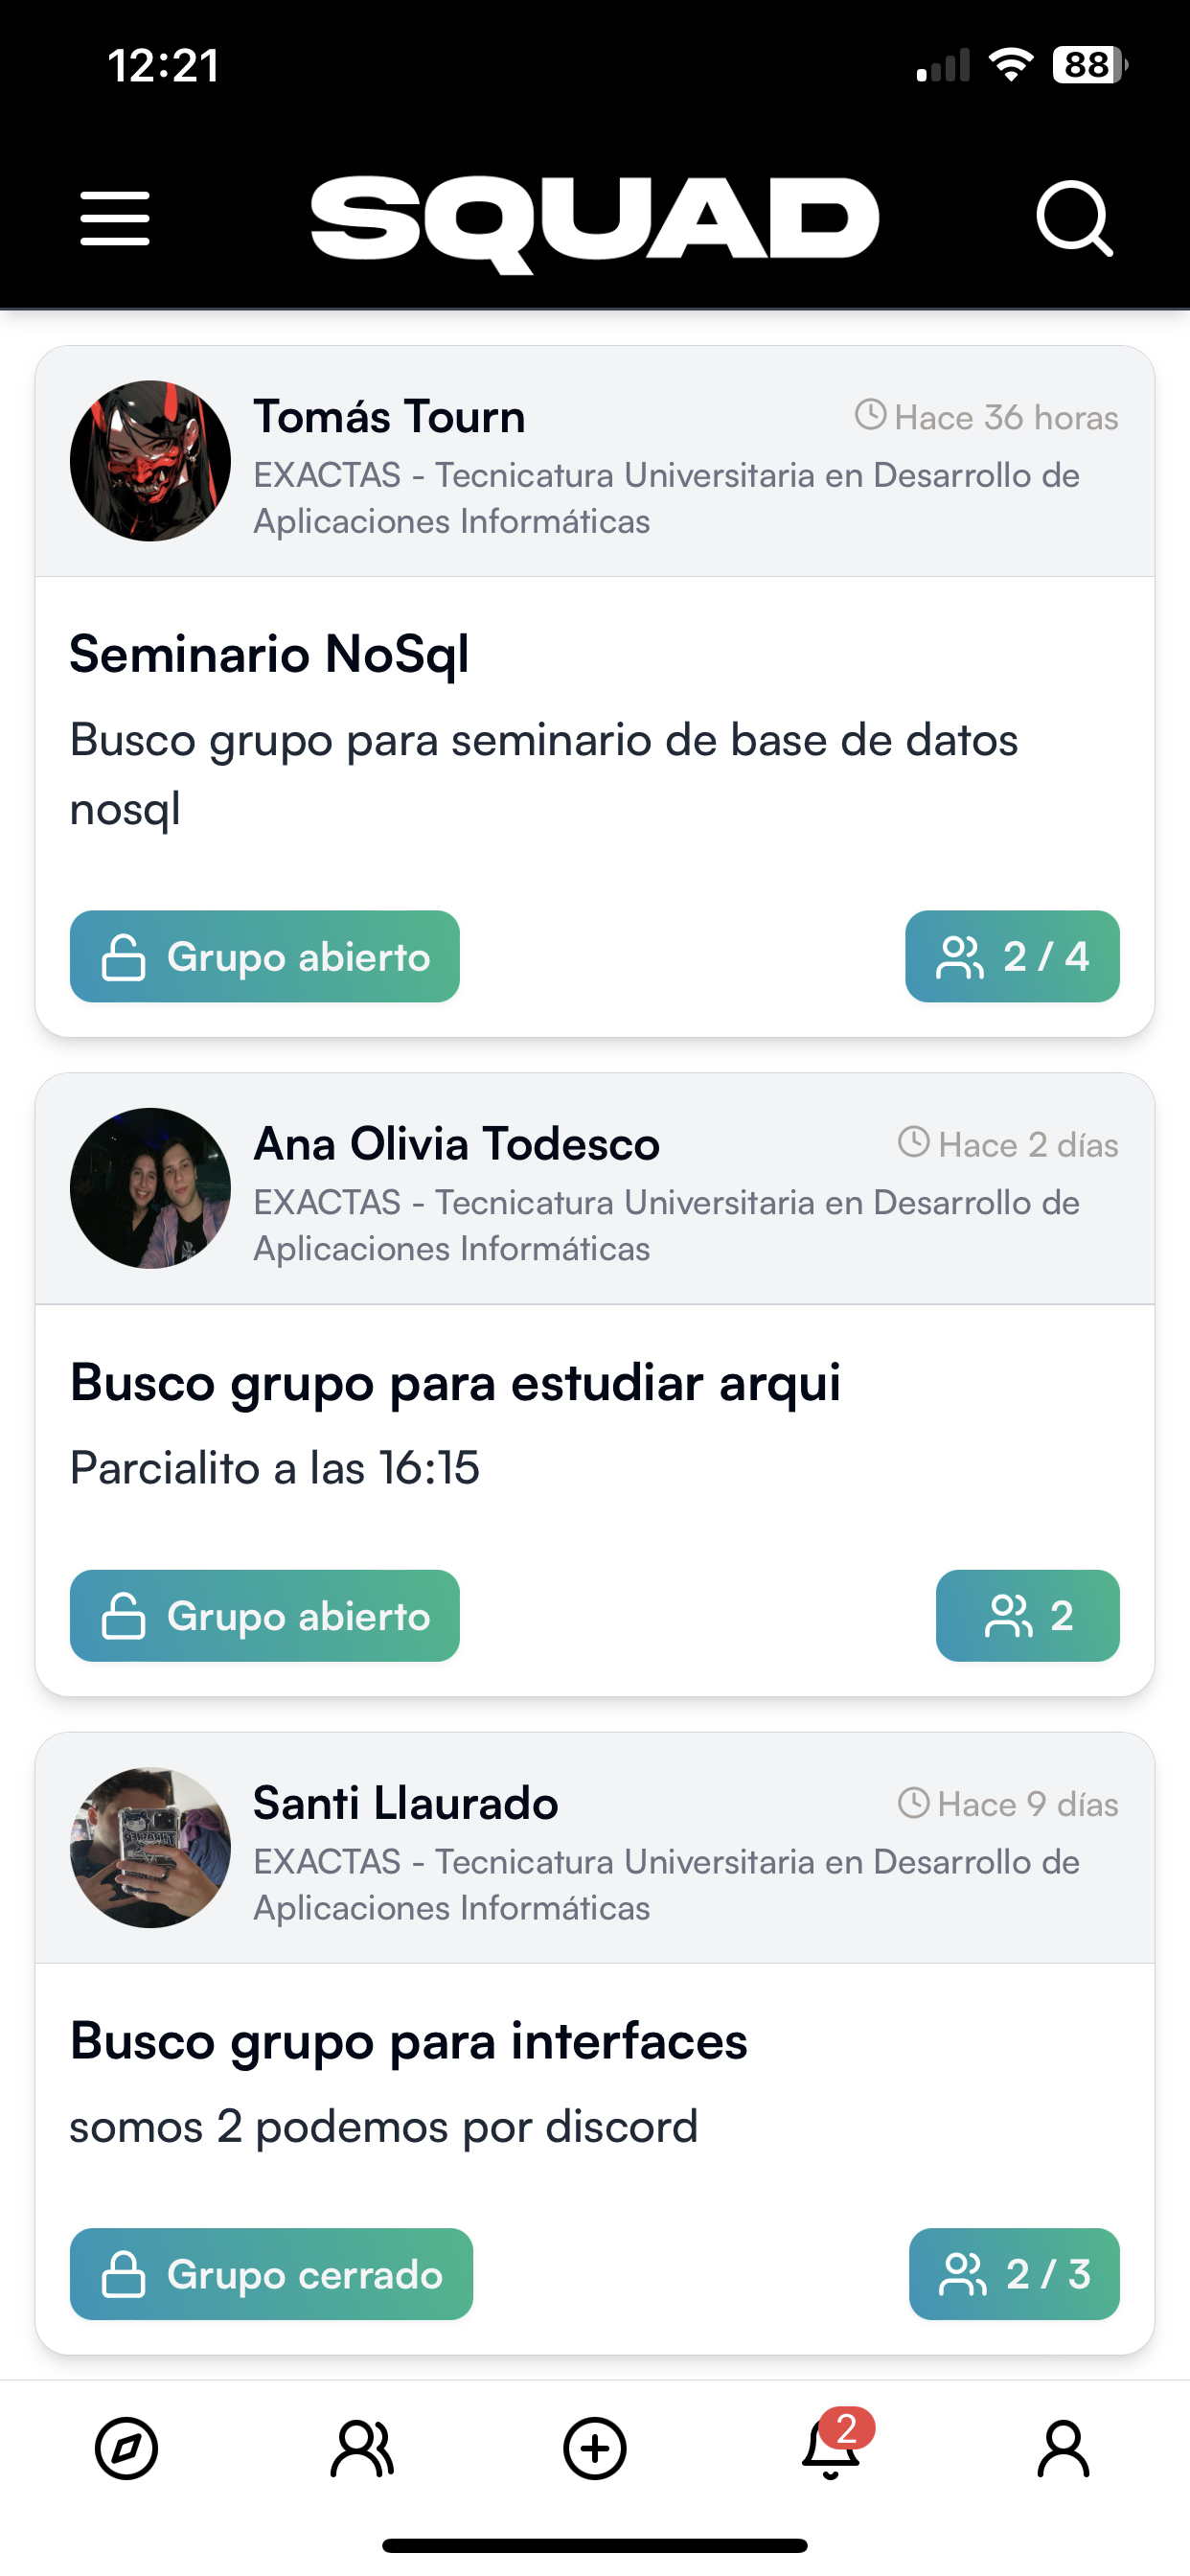 12:21
88
SQUAD
Tomás Tourn
Hace 36 horas
EXACTAS - Tecnicatura Universitaria en Desarrollo de
Aplicaciones Informáticas
Seminario NoSql
Busco grupo para seminario de base de datos
nosql
Grupo abierto
2 / 4
Ana Olivia Todesco
Hace 2 días
EXACTAS - Tecnicatura Universitaria en Desarrollo de
Aplicaciones Informáticas
Busco grupo para estudiar arqui
Parcialito a las 16:15
Grupo abierto
2
Santi Llaurado
Hace 9 días
EXACTAS - Tecnicatura Universitaria en Desarrollo de
Aplicaciones Informáticas
Busco grupo para interfaces
somos 2 podemos por discord
Grupo cerrado
2 / 3
2